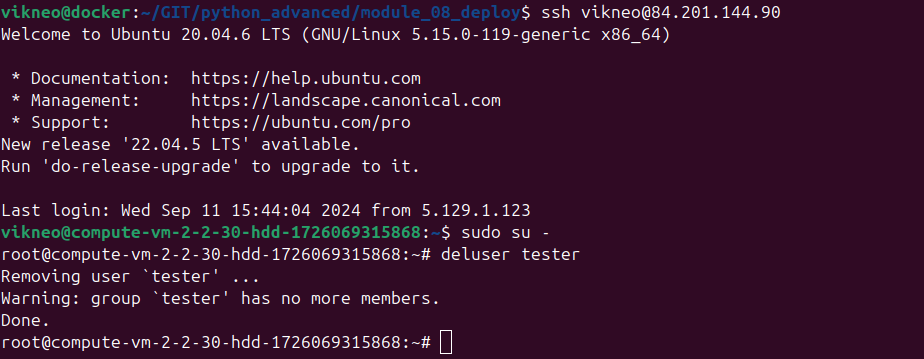 vikneo@docker:~/GIT/python_advanced/module_08_deploy$ ssh vikneo@84.201.144.90
Welcome to Ubuntu 20.04.6 LTS (GNU/Linux 5.15.0-119-generic x86_64)
* Documentation:  https://help.ubuntu.com
* Management:     https://landscape.canonical.com
* Support:        https://ubuntu.com/pro
New release '22.04.5 LTS' available.
Run 'do-release-upgrade' to upgrade to it.
Last login: Wed Sep 11 15:44:04 2024 from 5.129.1.123
vikneo@compute-vm-2-2-30-hdd-1726069315868:~$ sudo su -
root@compute-vm-2-2-30-hdd-1726069315868:~# deluser tester
Removing user `tester' ...
Warning: group `tester' has no more members.
Done.
root@compute-vm-2-2-30-hdd-1726069315868:~#